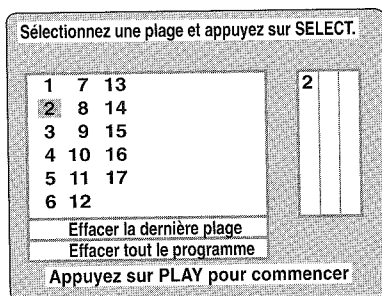 Sélectionnez une plage et appuyez sur SELECT.
1 7 13 2
2 8 14
3 9 15
4 10 16
5 11 17
6 12
Effacer la dernière plage
Effacer tout le programme
Appuyez sur PLAY pour commencer